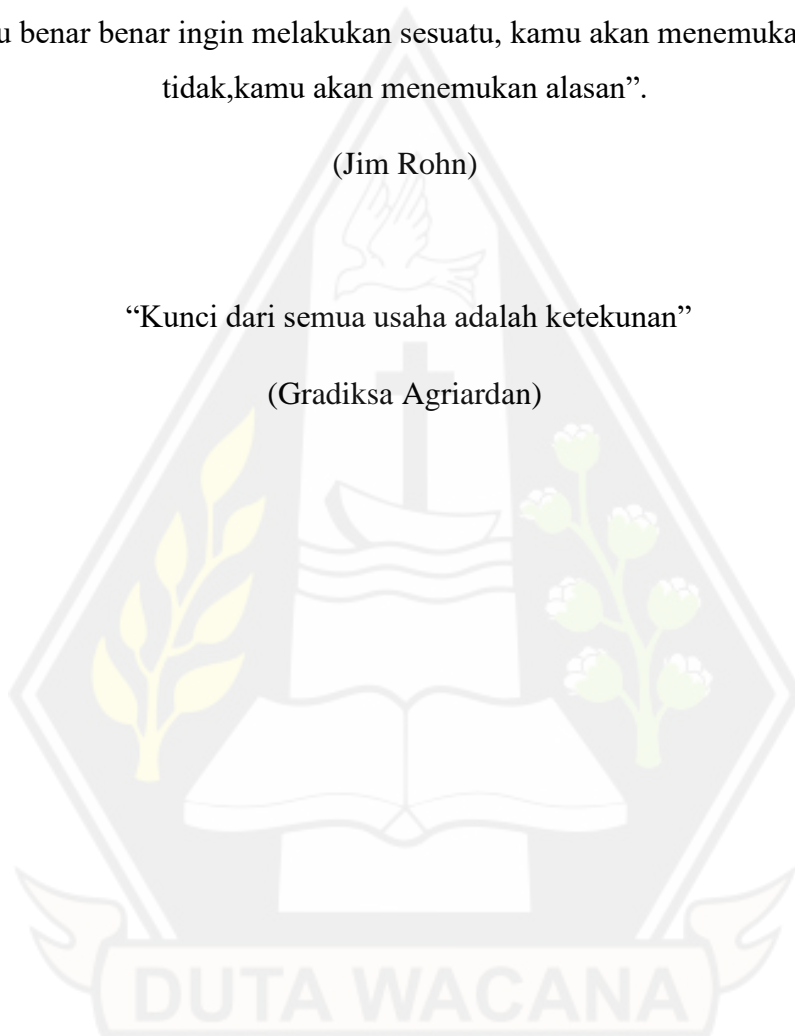 benar benar ingin melakukan sesuatu, kamu akan
tidak,kamu akan menemukan alasan”.
(Jim Rohn)
“Kunci dari semua usaha adalah ketekunan”
(Gradiksa Agriardan)
DUTA WACANA